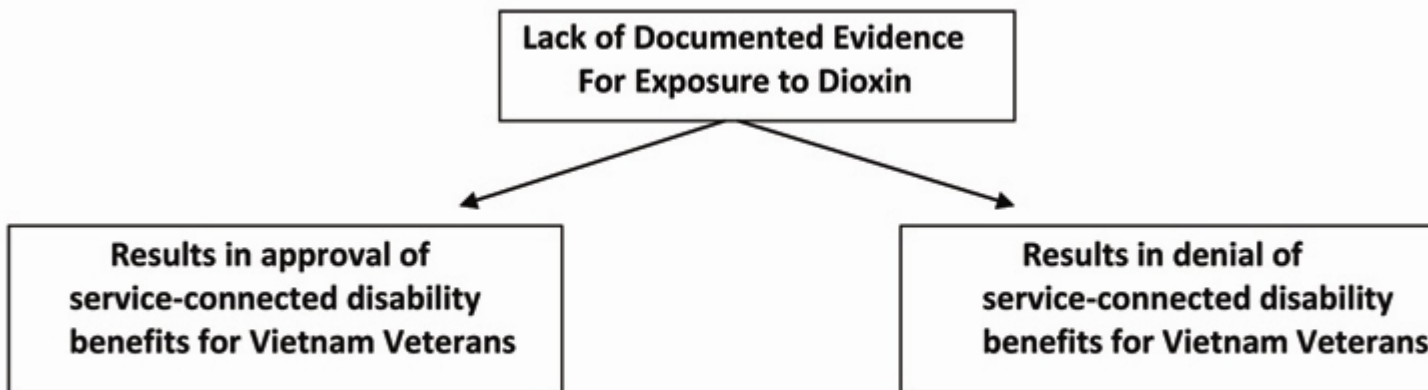 Lack of Documented Evidence
For Exposure to Dioxin
Results in approval of
service-connected disability
benefits for Vietnam Veterans
Results in denial of
service-connected disability
benefits for Vietnam Veterans